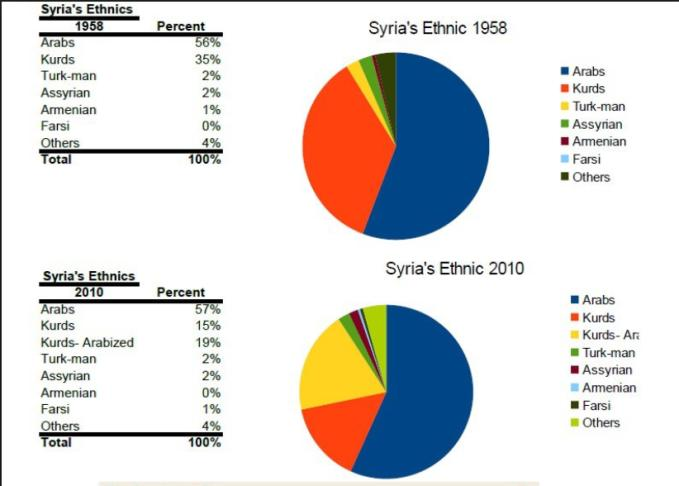 Syria's Ethnics
1958 Percent
Arabs 56%
Kurds 35%
Turk-man 2%
Assyrian 2%
Armenian 1%
Farsi 0%
Others 4%
Total 100%
Syria's Ethnic 1958
Arabs
Kurds
Turk-man
Assyrian
Armenian
Farsi
Others
Syria's Ethnics
2010 Percent
Arabs 57%
Kurds 15%
Kurds- Arabized 19%
Turk-man 2%
Assyrian 2%
Armenian 0%
Farsi 1%
Others 4%
Total 100%
Syria's Ethnic 2010
Arabs
Kurds
Kurds- Ara
Turk-man
Assyrian
Armenian
Farsi
Others